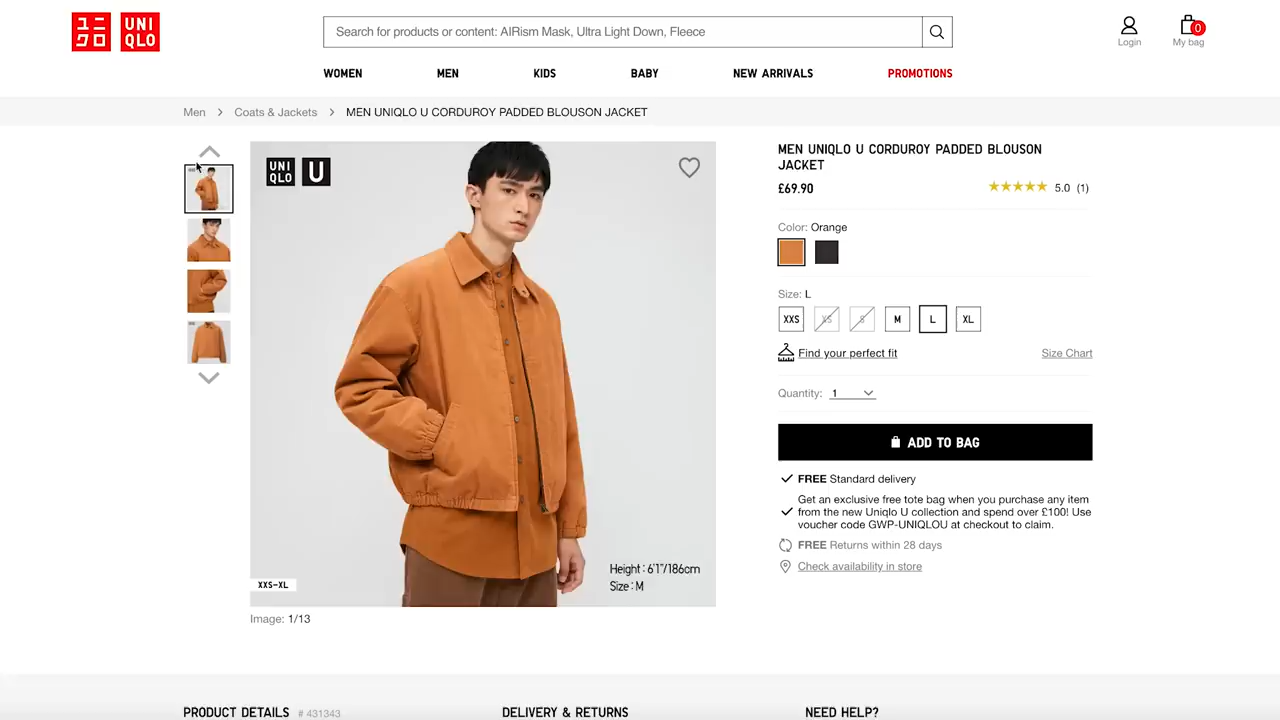 ユニ
クロ
UNI
QLO
Search for products or content: AIRism Mask, Ultra Light Down, Fleece
Login
0
My bag
WOMEN
MEN
KIDS
BABY
NEW ARRIVALS
PROMOTIONS
Men
Coats & Jackets
MEN UNIQLO U CORDUROY PADDED BLOUSON JACKET
UNI
QLO
U
Height : 6'1"/186cm
Size : M
XXS-XL
Image: 1/13
MEN UNIQLO U CORDUROY PADDED BLOUSON
JACKET
£69.90
5.0 (1)
Color: Orange
Size: L
XXS
XS
S
M
L
XL
Find your perfect fit
Size Chart
Quantity: 1
ADD TO BAG
FREE Standard delivery
Get an exclusive free tote bag when you purchase any item
from the new Uniqlo U collection and spend over £100! Use
voucher code GWP-UNIQLOU at checkout to claim.
FREE Returns within 28 days
Check availability in store
PRODUCT DETAILS # 431343
DELIVERY & RETURNS
NEED HELP?